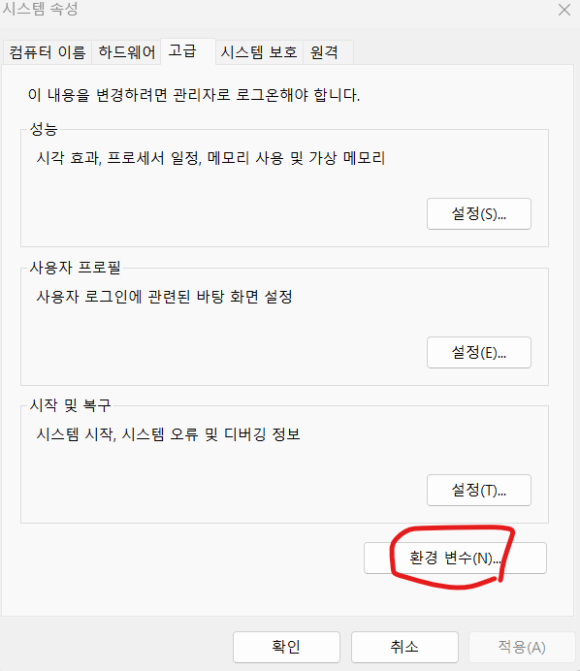 시스템 속성
컴퓨터 이름 하드웨어 고급 시스템 보호 원격
이 내용을 변경하려면 관리자로 로그온해야 합니다.
성능
시각 효과, 프로세서 일정, 메모리 사용 및 가상 메모리
설정(S)...
사용자 프로필
사용자 로그인에 관련된 바탕 화면 설정
설정(E)...
시작 및 복구
시스템 시작, 시스템 오류 및 디버깅 정보
설정(T)...
환경 변수(N)...
확인 취소 적용(A)